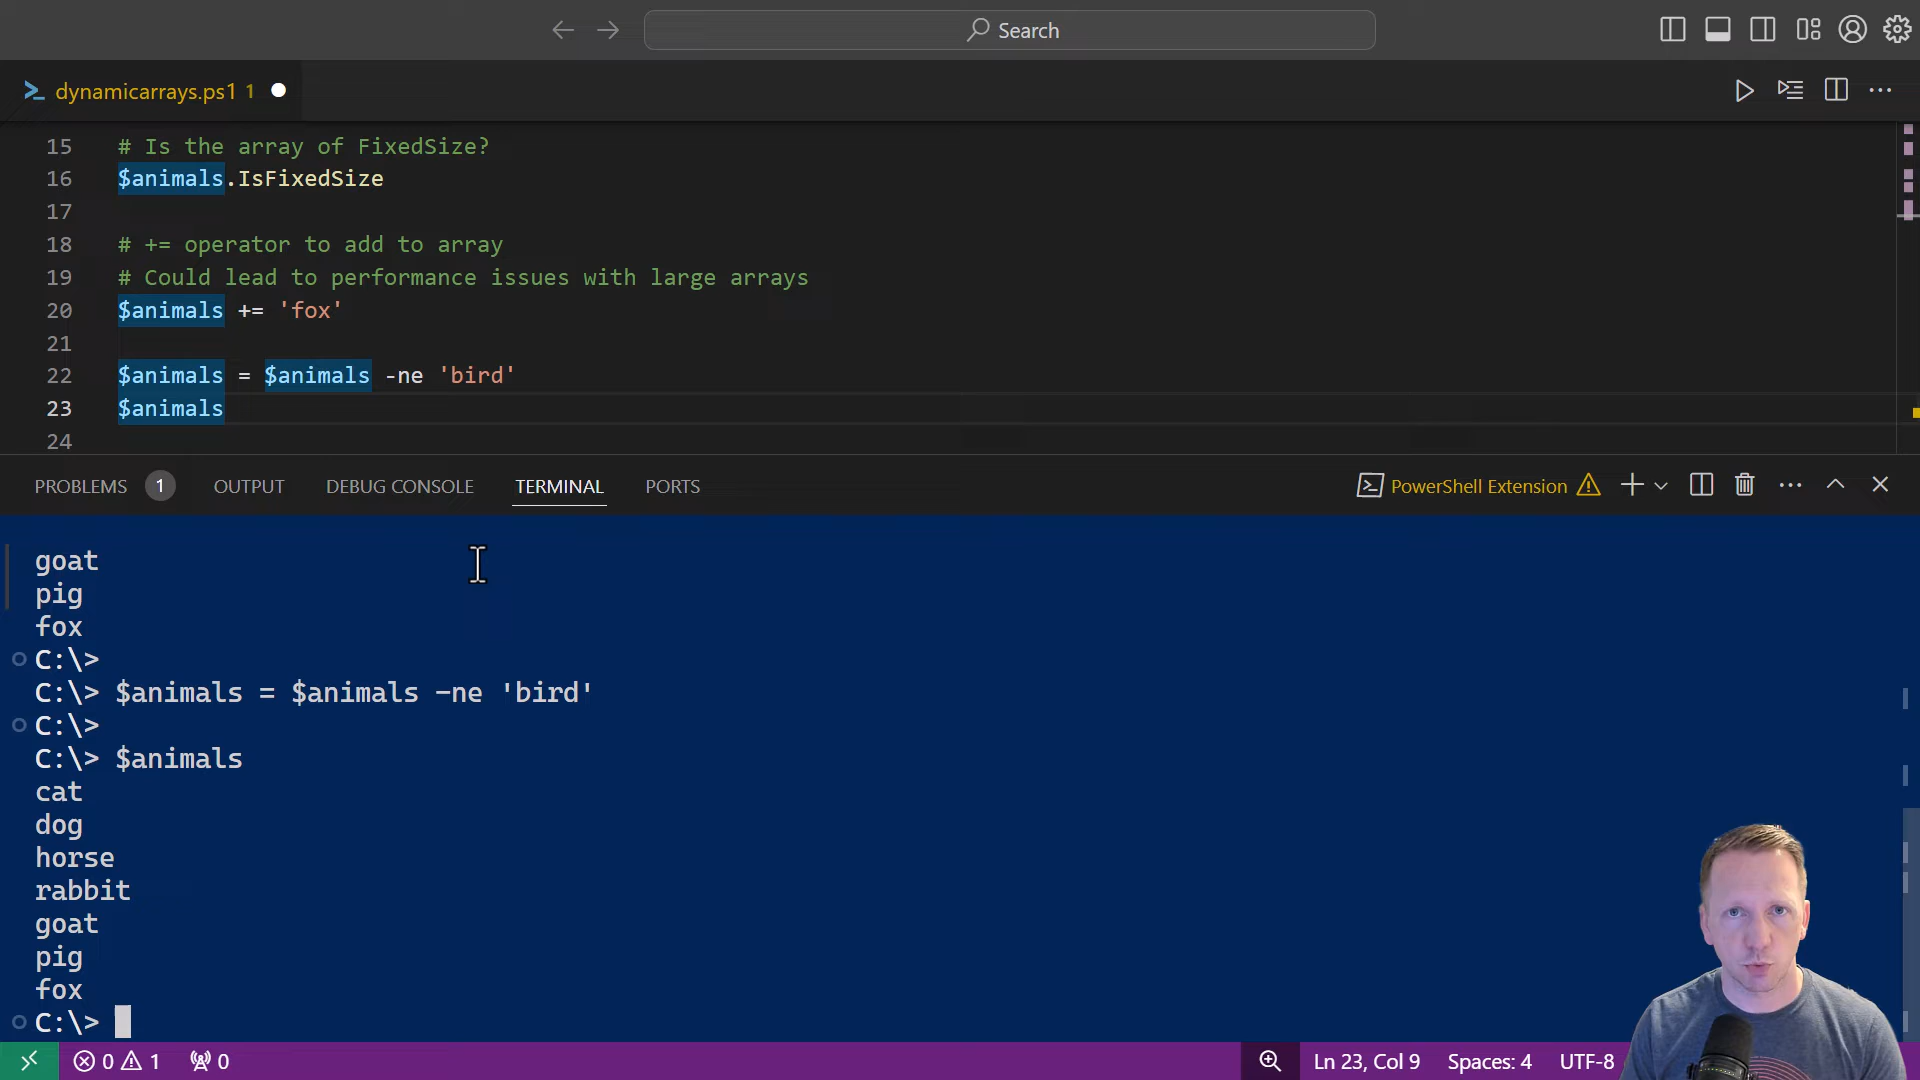 Search
dynamicarrays.ps1 1
15 # Is the array of FixedSize?
16 $animals.IsFixedSize
17
18 # += operator to add to array
19 # Could lead to performance issues with large arrays
20 $animals += 'fox'
21
22 $animals = $animals -ne 'bird'
23 $animals
24
PROBLEMS 1 OUTPUT DEBUG CONSOLE TERMINAL PORTS PowerShell Extension
goat
pig
fox
C:\>
C:\> $animals = $animals -ne 'bird'
C:\>
C:\> $animals
cat
dog
horse
rabbit
goat
pig
fox
C:\>
0 1 0 Ln 23, Col 9 Spaces: 4 UTF-8